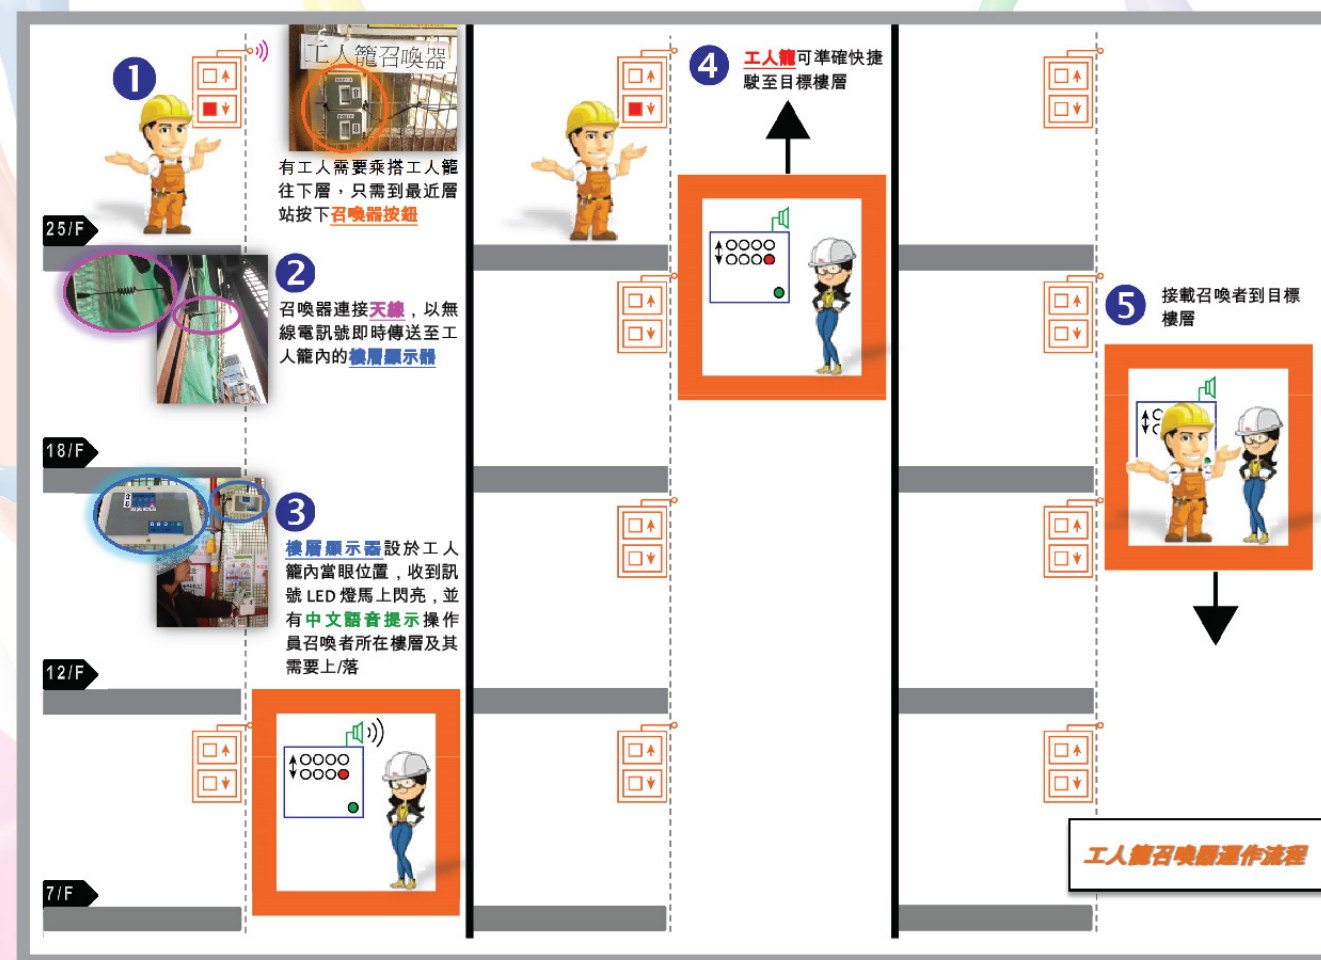 1
工人籠召喚器
有工人需要乘搭工人籠
往下層，只需到最近層
站按下召喚器按鈕
25/F
2
召喚器連接天線，以無
線電訊號即時傳送至工
人籠內的樓層顯示器
18/F
3
樓層顯示器設於工人
籠內當眼位置，收到訊
號 LED 燈馬上閃亮，並
有中文語音提示操作
員召喚者所在樓層及其
需要上/落
12/F
7/F
4
工人籠可準確快捷
駛至目標樓層
5
接載召喚者到目標
樓層
工人籠召喚器運作流程